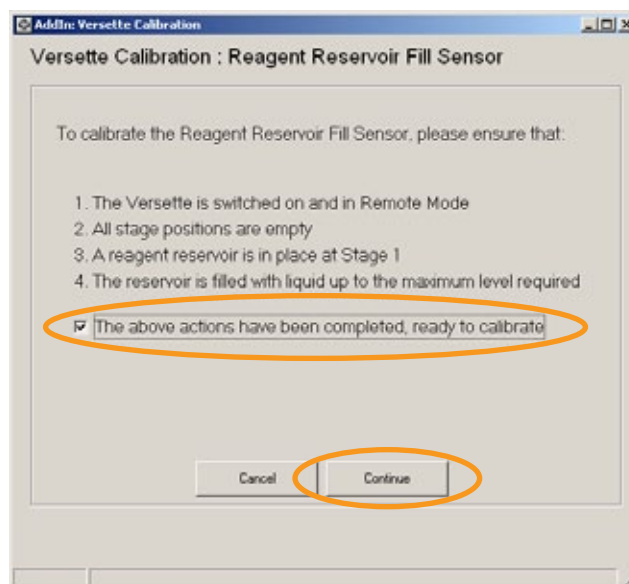 AddIn: Versette Calibration
Versette Calibration : Reagent Reservoir Fill Sensor
To calibrate the Reagent Reservoir Fill Sensor, please ensure that:
1. The Versette is switched on and in Remote Mode
2. All stage positions are empty
3. A reagent reservoir is in place at Stage 1
4. The reservoir is filled with liquid up to the maximum level required
The above actions have been completed, ready to calibrate
Cancel Continue